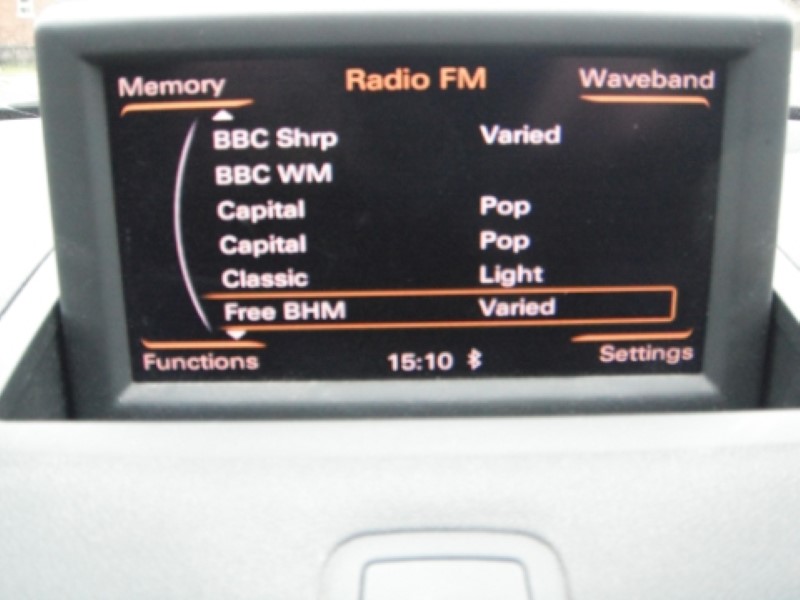 Memory Radio FM Waveband
BBC Shrp Varied
BBC WM
Capital Pop
Capital Pop
Classic Light
Free BHM Varied
Functions 15:10 Settings